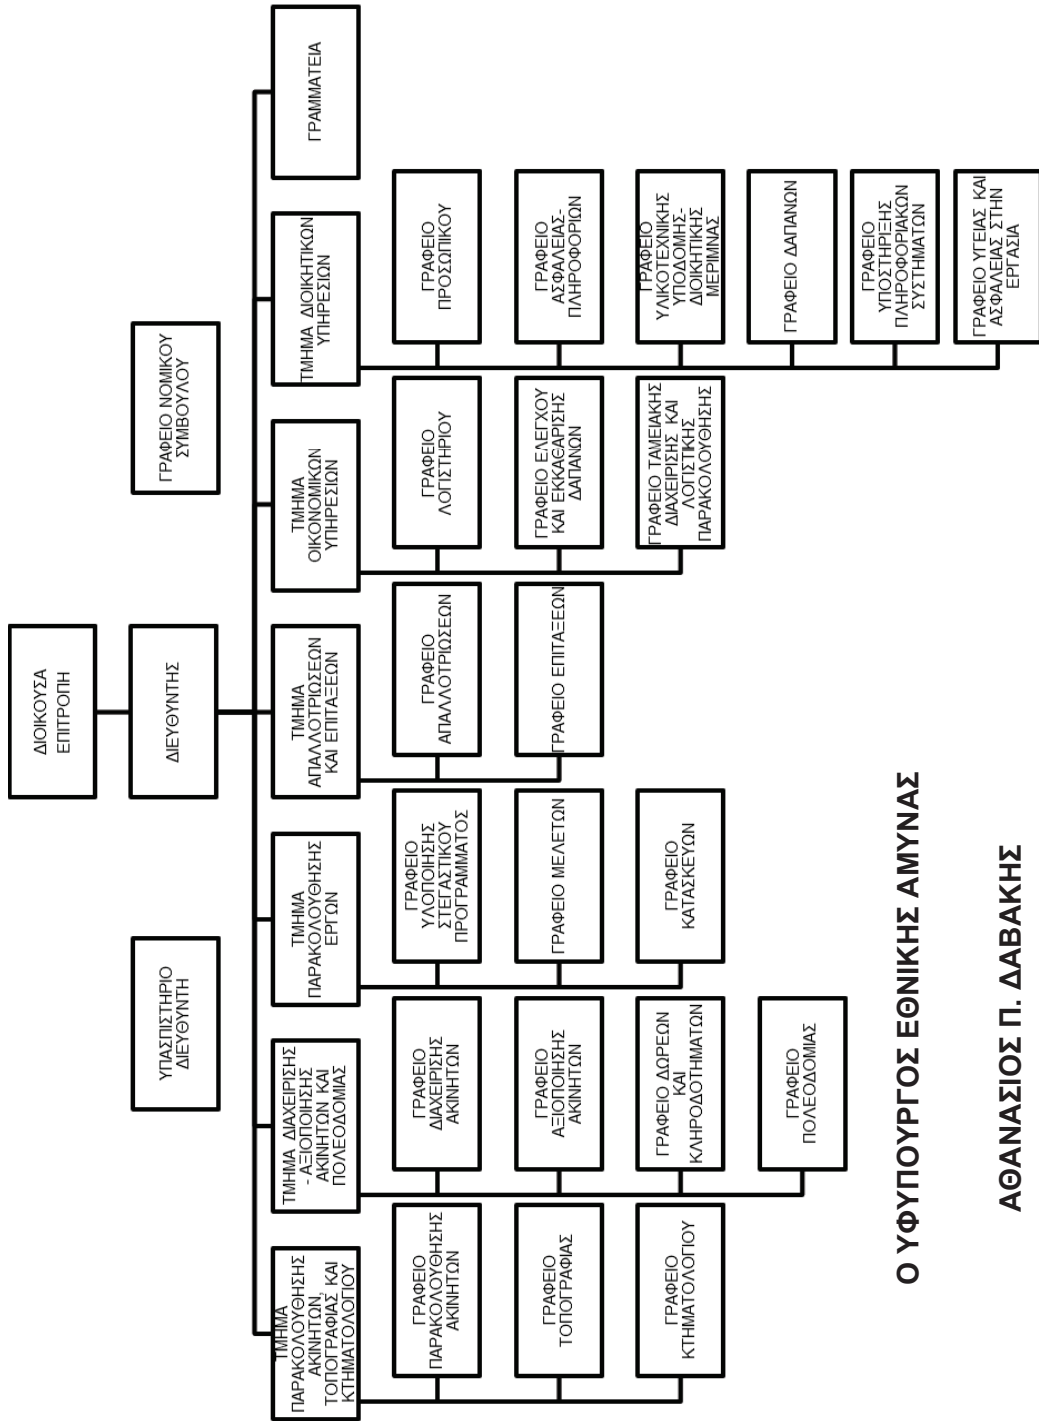 ΔΙΟΙΚΟΥΣΑ
ΕΠΙΤΡΟΠΗ
ΔΙΕΥΘΥΝΤΗΣ
ΥΠΑΣΠΙΣΤΗΡΙΟ
ΔΙΕΥΘΥΝΤΗ
ΓΡΑΦΕΙΟ ΝΟΜΙΚΟΥ
ΣΥΜΒΟΥΛΟΥ
ΤΜΗΜΑ
ΠΑΡΑΚΟΛΟΥΘΗΣΗΣ
ΑΚΙΝΗΤΩΝ,
ΤΟΠΟΓΡΑΦΙΑΣ ΚΑΙ
ΚΤΗΜΑΤΟΛΟΓΙΟΥ
ΓΡΑΦΕΙΟ
ΠΑΡΑΚΟΛΟΥΘΗΣΗΣ
ΑΚΙΝΗΤΩΝ
ΓΡΑΦΕΙΟ
ΤΟΠΟΓΡΑΦΙΑΣ
ΓΡΑΦΕΙΟ
ΚΤΗΜΑΤΟΛΟΓΙΟΥ
ΤΜΗΜΑ ΔΙΑΧΕΙΡΙΣΗΣ
- ΑΞΙΟΠΟΙΗΣΗΣ
ΑΚΙΝΗΤΩΝ ΚΑΙ
ΠΟΛΕΟΔΟΜΙΑΣ
ΓΡΑΦΕΙΟ
ΔΙΑΧΕΙΡΙΣΗΣ
ΑΚΙΝΗΤΩΝ
ΓΡΑΦΕΙΟ
ΑΞΙΟΠΟΙΗΣΗΣ
ΑΚΙΝΗΤΩΝ
ΓΡΑΦΕΙΟ ΔΩΡΕΩΝ
ΚΑΙ
ΚΛΗΡΟΔΟΤΗΜΑΤΩΝ
ΓΡΑΦΕΙΟ
ΠΟΛΕΟΔΟΜΙΑΣ
ΤΜΗΜΑ
ΠΑΡΑΚΟΛΟΥΘΗΣΗΣ
ΕΡΓΩΝ
ΓΡΑΦΕΙΟ
ΥΛΟΠΟΙΗΣΗΣ
ΣΤΕΓΑΣΤΙΚΟΥ
ΠΡΟΓΡΑΜΜΑΤΟΣ
ΓΡΑΦΕΙΟ ΜΕΛΕΤΩΝ
ΓΡΑΦΕΙΟ
ΚΑΤΑΣΚΕΥΩΝ
ΤΜΗΜΑ
ΑΠΑΛΛΟΤΡΙΩΣΕΩΝ
ΚΑΙ ΕΠΙΤΑΞΕΩΝ
ΓΡΑΦΕΙΟ
ΑΠΑΛΛΟΤΡΙΩΣΕΩΝ
ΓΡΑΦΕΙΟ ΕΠΙΤΑΞΕΩΝ
ΤΜΗΜΑ
ΟΙΚΟΝΟΜΙΚΩΝ
ΥΠΗΡΕΣΙΩΝ
ΓΡΑΦΕΙΟ
ΛΟΓΙΣΤΗΡΙΟΥ
ΓΡΑΦΕΙΟ ΕΛΕΓΧΟΥ
ΚΑΙ ΕΚΚΑΘΑΡΙΣΗΣ
ΔΑΠΑΝΩΝ
ΓΡΑΦΕΙΟ ΤΑΜΕΙΑΚΗΣ
ΔΙΑΧΕΙΡΙΣΗΣ ΚΑΙ
ΛΟΓΙΣΤΙΚΗΣ
ΠΑΡΑΚΟΛΟΥΘΗΣΗΣ
ΤΜΗΜΑ ΔΙΟΙΚΗΤΙΚΩΝ
ΥΠΗΡΕΣΙΩΝ
ΓΡΑΦΕΙΟ
ΠΡΟΣΩΠΙΚΟΥ
ΓΡΑΦΕΙΟ
ΑΣΦΑΛΕΙΑΣ-
ΠΛΗΡΟΦΟΡΙΩΝ
ΓΡΑΦΕΙΟ
ΥΛΙΚΟΤΕΧΝΙΚΗΣ
ΥΠΟΔΟΜΗΣ-
ΔΙΟΙΚΗΤΙΚΗΣ
ΜΕΡΙΜΝΑΣ
ΓΡΑΦΕΙΟ ΔΑΠΑΝΩΝ
ΓΡΑΦΕΙΟ
ΥΠΟΣΤΗΡΙΞΗΣ
ΠΛΗΡΟΦΟΡΙΑΚΩΝ
ΣΥΣΤΗΜΑΤΩΝ
ΓΡΑΦΕΙΟ ΥΓΕΙΑΣ ΚΑΙ
ΑΣΦΑΛΕΙΑΣ ΣΤΗΝ
ΕΡΓΑΣΙΑ
ΓΡΑΜΜΑΤΕΙΑ
Ο ΥΦΥΠΟΥΡΓΟΣ ΕΘΝΙΚΗΣ ΑΜΥΝΑΣ
ΑΘΑΝΑΣΙΟΣ Π. ΔΑΒΑΚΗΣ